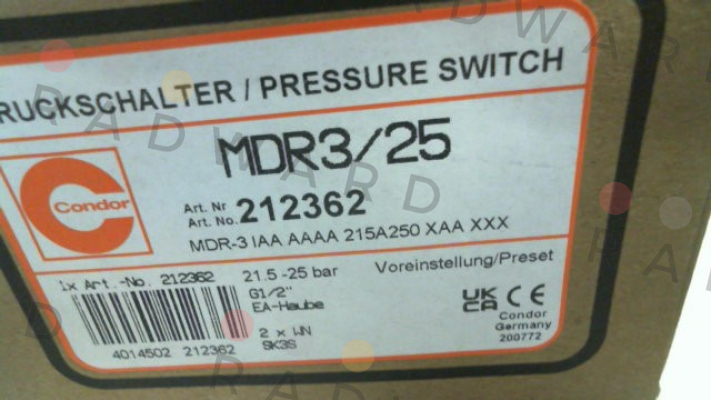 RUCKSCHALTER / PRESSURE SWITCH
MDR3/25
Condor
Art. Nr
Art. No. 212362
MDR-3 IAA AAAA 215A250 XAA XXX
1x Art.-No. 212362
21.5 -25 bar
Voreinstellung/Preset
G1/2"
EA-Haube
2 x WN
SK3S
UK CA CE
Condor
Germany
200772
4014502 212362
RADWARD
RADWARD